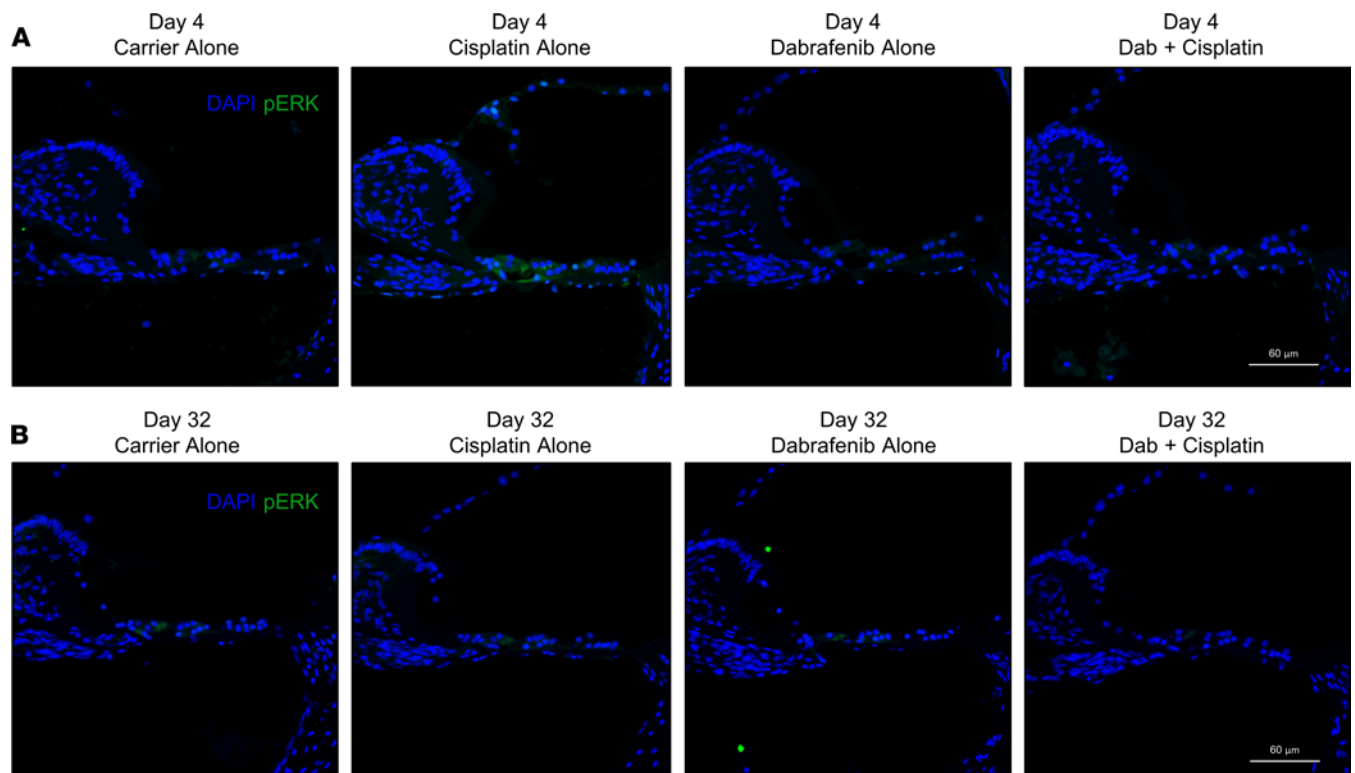 A
Day 4
Carrier Alone
Day 4
Cisplatin Alone
Day 4
Dabrafenib Alone
Day 4
Dab + Cisplatin
DAPI pERK
60 µm
B
Day 32
Carrier Alone
Day 32
Cisplatin Alone
Day 32
Dabrafenib Alone
Day 32
Dab + Cisplatin
DAPI pERK
60 µm